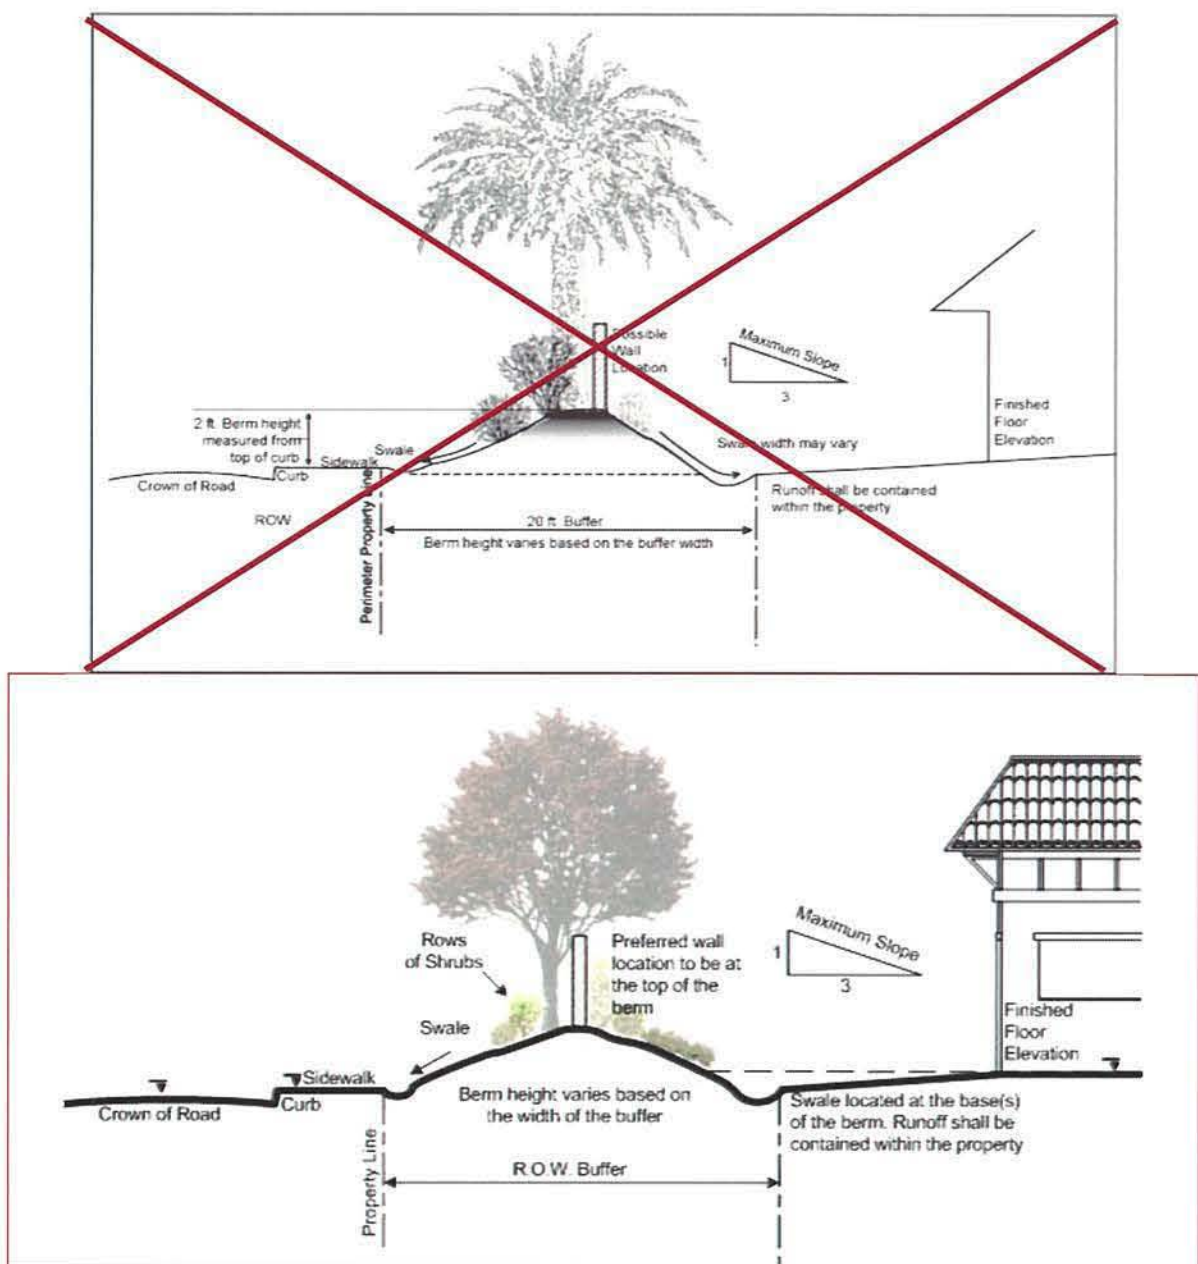 Possible
Wall
Location
Maximum Slope
1
3
2 ft. Berm height
measured from
top of curb
Swale
Sidewalk
Curb
Crown of Road
ROW
Perimeter Property Line
20 ft. Buffer
Berm height varies based on the buffer width
Swale width may vary
Runoff shall be contained
within the property
Finished
Floor
Elevation
Rows
of Shrubs
Preferred wall
location to be at
the top of the
berm
Maximum Slope
1
3
Swale
Finished
Floor
Elevation
Sidewalk
Curb
Crown of Road
Berm height varies based on
the width of the buffer
Swale located at the base(s)
of the berm. Runoff shall be
contained within the property
Property Line
R.O.W. Buffer